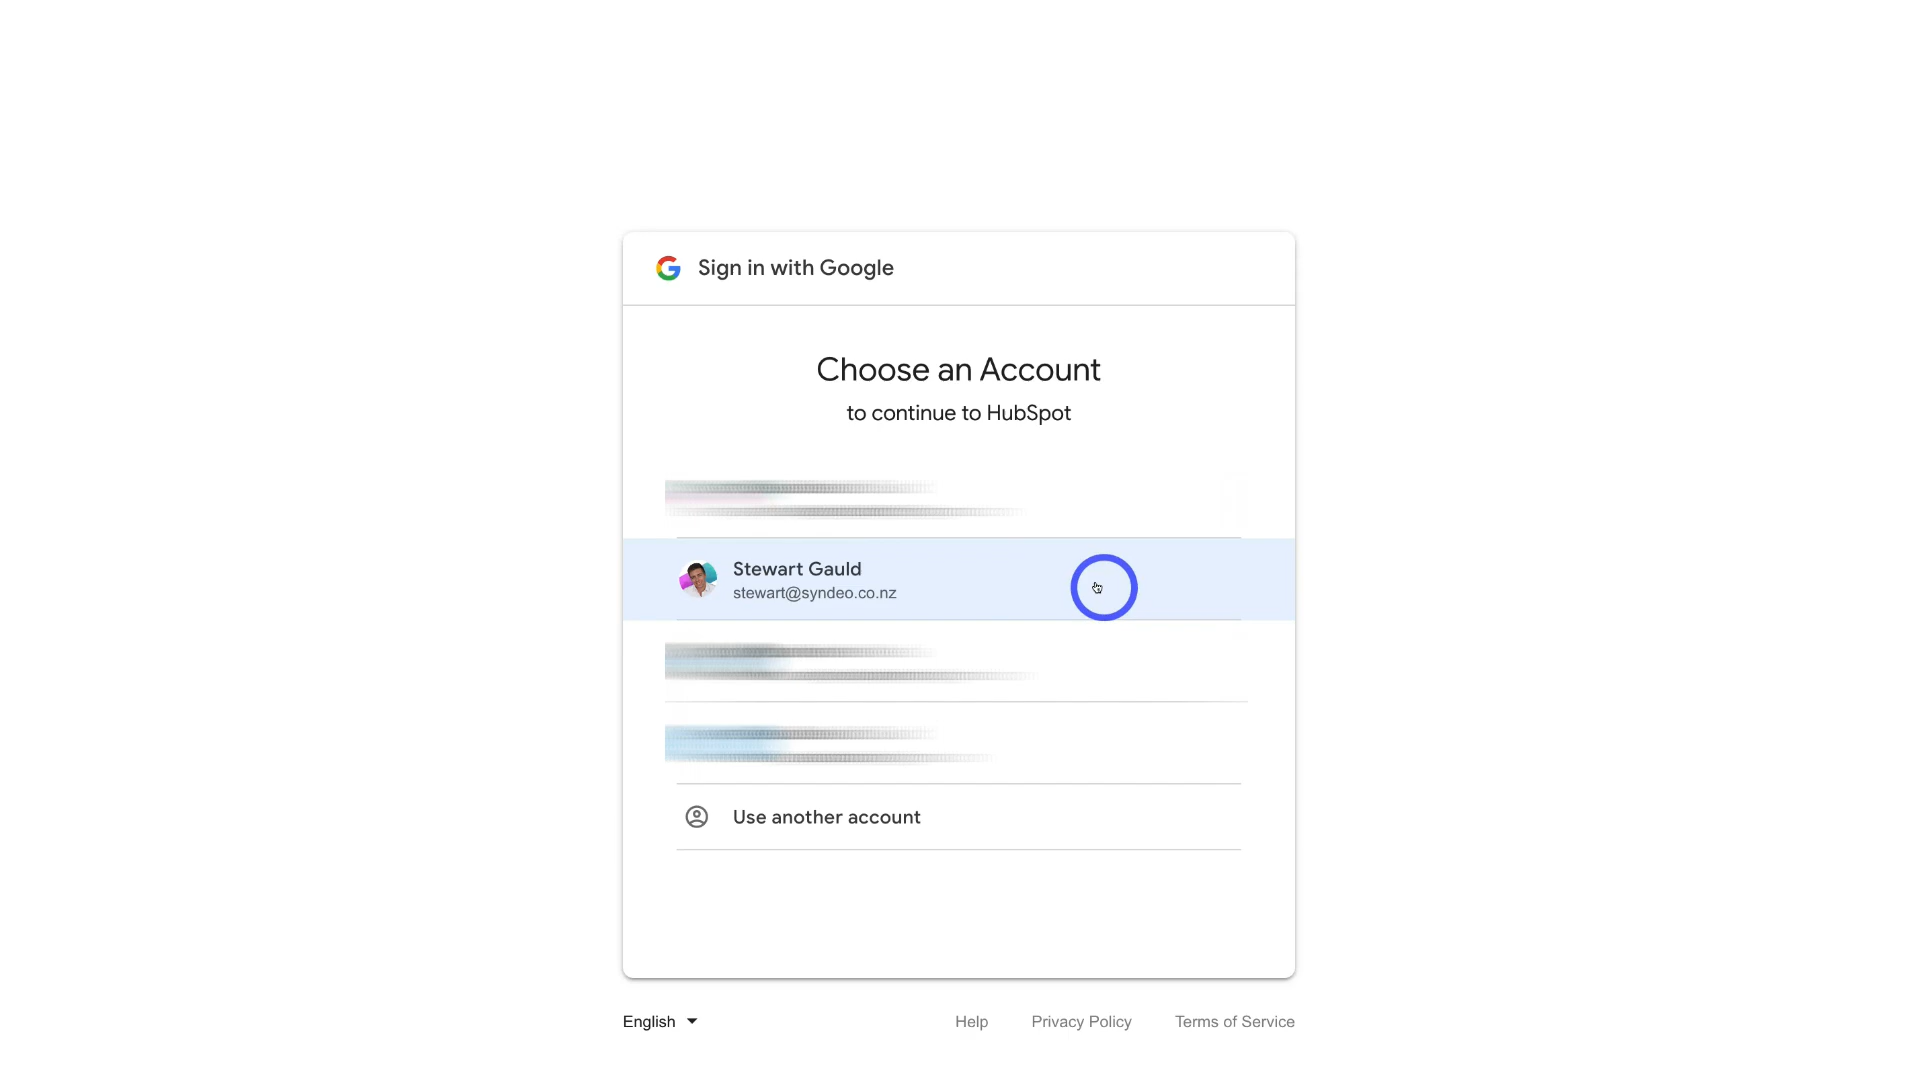 Sign in with Google
Choose an Account
to continue to HubSpot
Stewart Gauld
stewart@syndeo.co.nz
Use another account
English
Help
Privacy Policy
Terms of Service